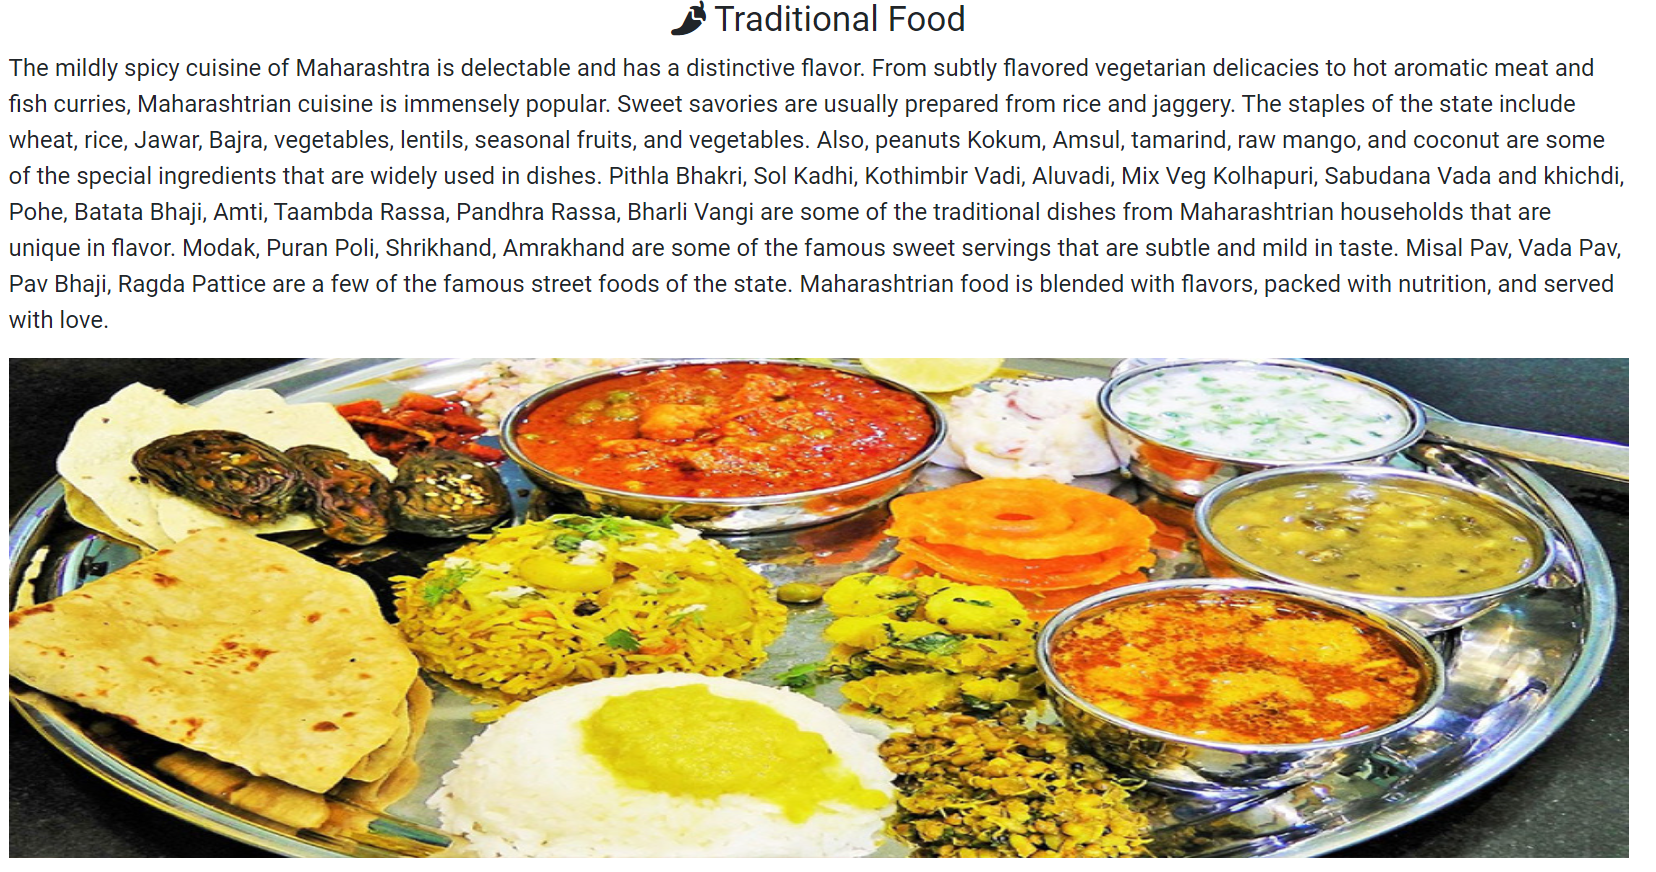 Traditional Food
The mildly spicy cuisine of Maharashtra is delectable and has a distinctive flavor. From subtly flavored vegetarian delicacies to hot aromatic meat and
fish curries, Maharashtrian cuisine is immensely popular. Sweet savories are usually prepared from rice and jaggery. The staples of the state include
wheat, rice, Jawar, Bajra, vegetables, lentils, seasonal fruits, and vegetables. Also, peanuts Kokum, Amsul, tamarind, raw mango, and coconut are some
of the special ingredients that are widely used in dishes. Pithla Bhakri, Sol Kadhi, Kothimbir Vadi, Aluvadi, Mix Veg Kolhapuri, Sabudana Vada and khichdi,
Pohe, Batata Bhaji, Amti, Taambda Rassa, Pandhra Rassa, Bharli Vangi are some of the traditional dishes from Maharashtrian households that are
unique in flavor. Modak, Puran Poli, Shrikhand, Amrakhand are some of the famous sweet servings that are subtle and mild in taste. Misal Pav, Vada Pav,
Pav Bhaji, Ragda Pattice are a few of the famous street foods of the state. Maharashtrian food is blended with flavors, packed with nutrition, and served
with love.